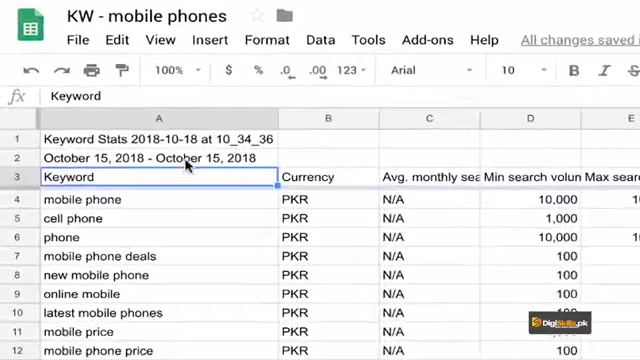 KW - mobile phones
File Edit View Insert Format Data Tools Add-ons Help All changes saved i
100% $ % .0 .00 123 Arial 10 B I S
fx Keyword
A B C D E
1 Keyword Stats 2018-10-18 at 10_34_36
2 October 15, 2018 - October 15, 2018
3 Keyword Currency Avg. monthly sea Min search volun Max searc
4 mobile phone PKR N/A 10,000 10
5 cell phone PKR N/A 1,000
6 phone PKR N/A 10,000 10
7 mobile phone deals PKR N/A 100
8 new mobile phone PKR N/A 100
9 online mobile PKR N/A 100
10 latest mobile phones PKR N/A
11 mobile price PKR N/A
12 mobile phone price PKR N/A 100
DigiSkills.pk